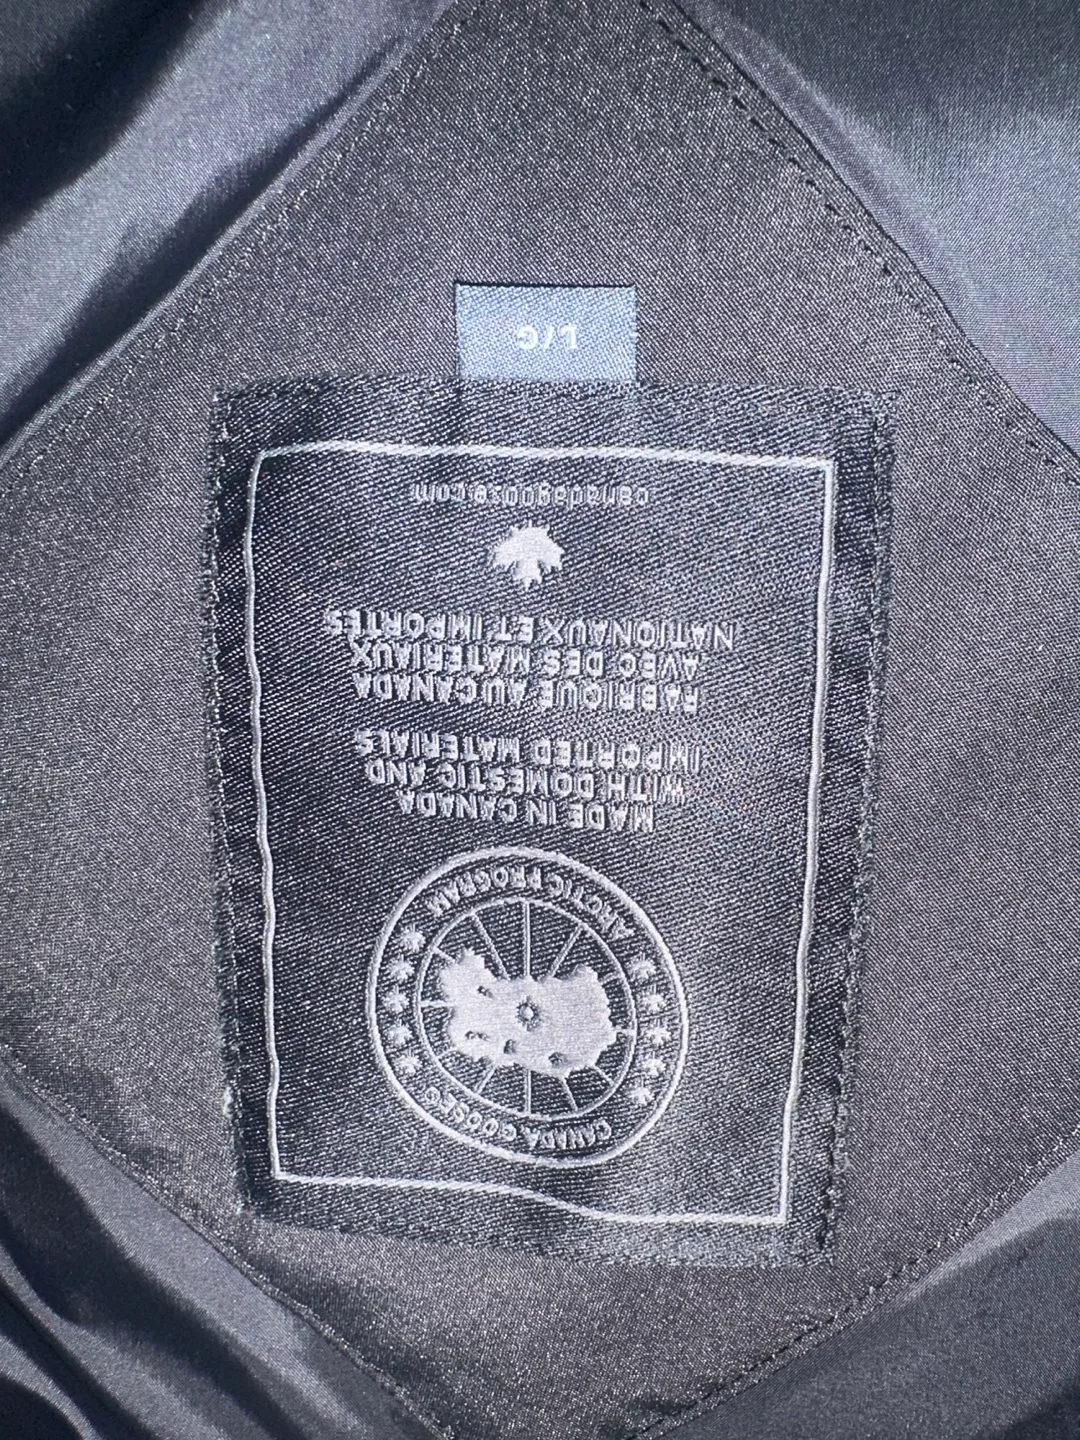 CANADA GOOSE
ARCTIC PROGRAM
MADE IN CANADA
WITH DOMESTIC AND
IMPORTED MATERIALS
FABRIQUÉ AU CANADA
AVEC DES MATÉRIAUX
NATIONAUX ET IMPORTÉS
canadagoose.com
L/G